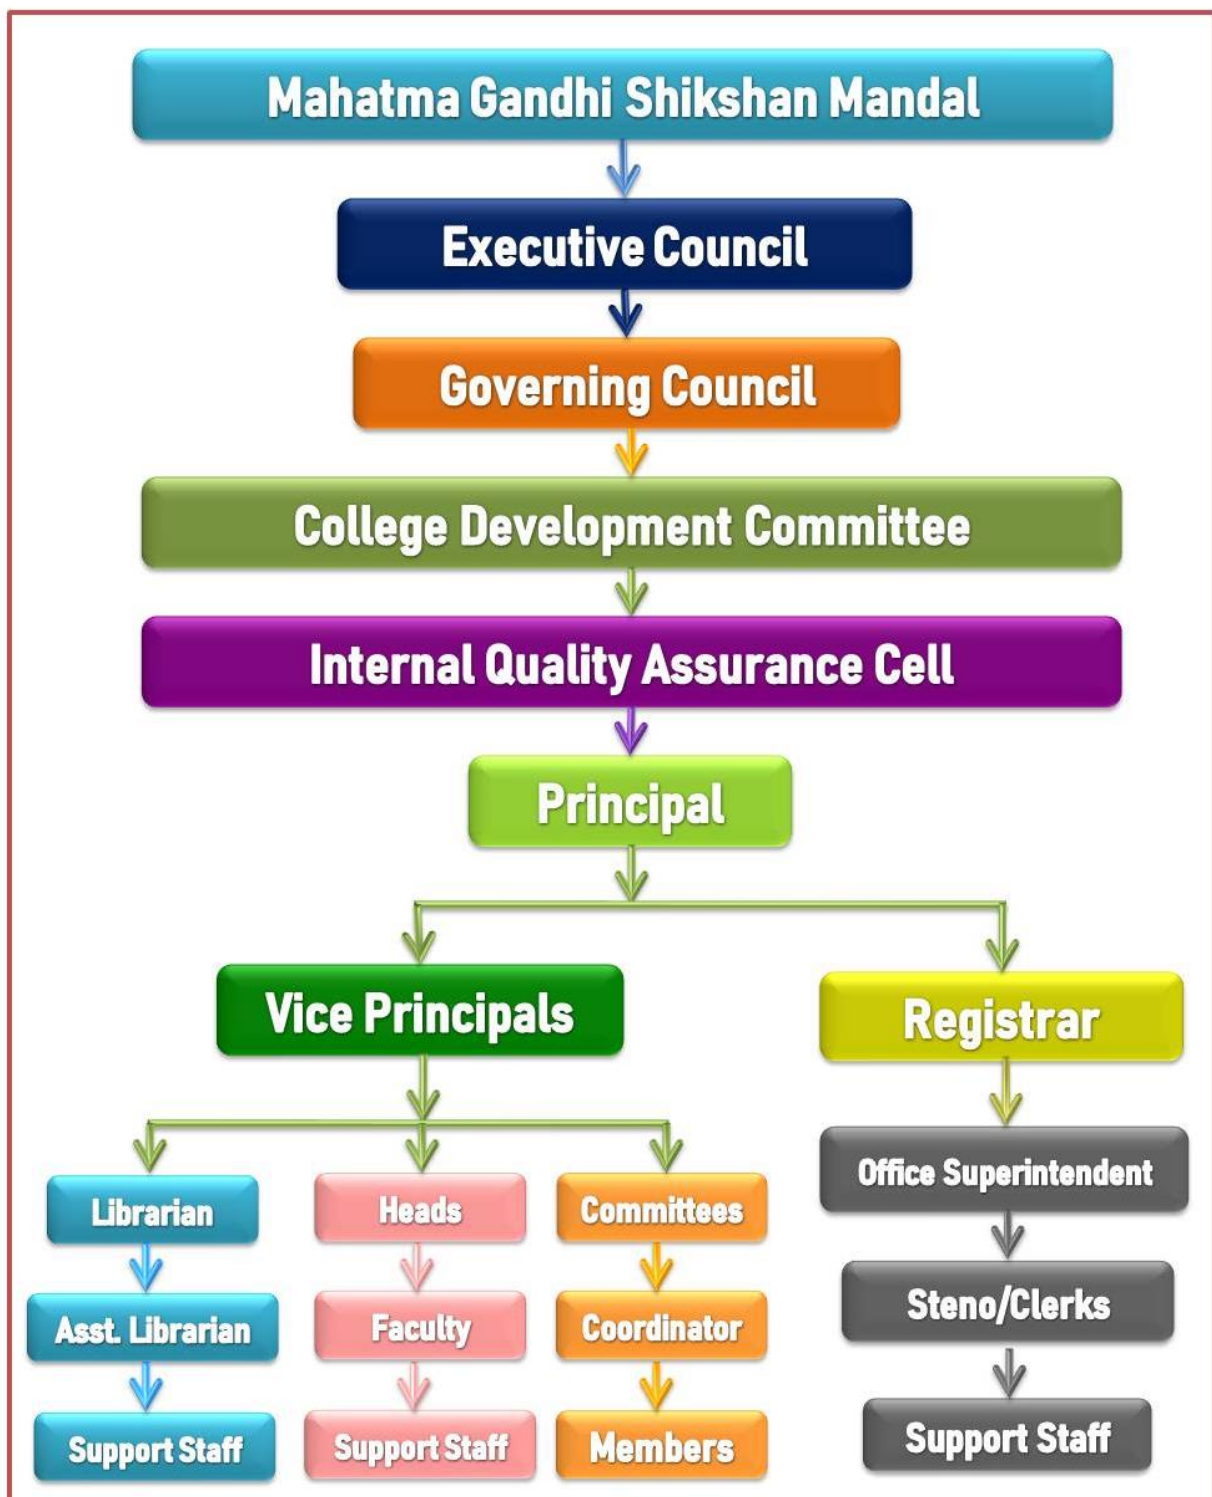 Mahatma Gandhi Shikshan Mandal
Executive Council
Governing Council
College Development Committee
Internal Quality Assurance Cell
Principal
Vice Principals
Registrar
Librarian
Heads
Committees
Office Superintendent
Asst. Librarian
Faculty
Coordinator
Steno/Clerks
Support Staff
Support Staff
Members
Support Staff